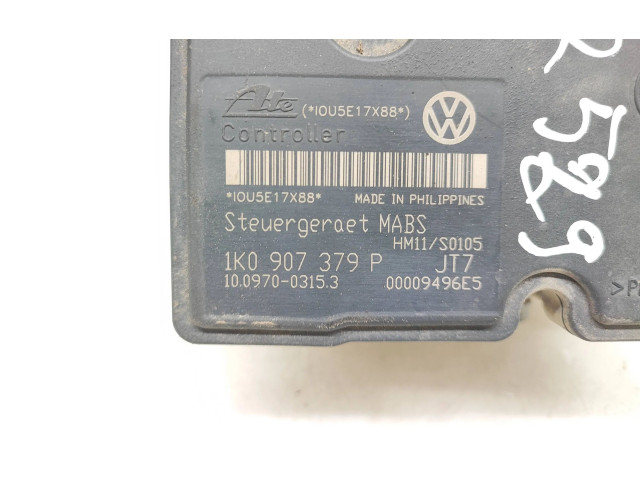 Ate (*IOU5E17X88*)
Controller
*IOU5E17X88* MADE IN PHILIPPINES
Steuergeraet MABS
HM11/S0105
1K0 907 379 P JT7
10.0970-0315.3 00009496E5
R 589